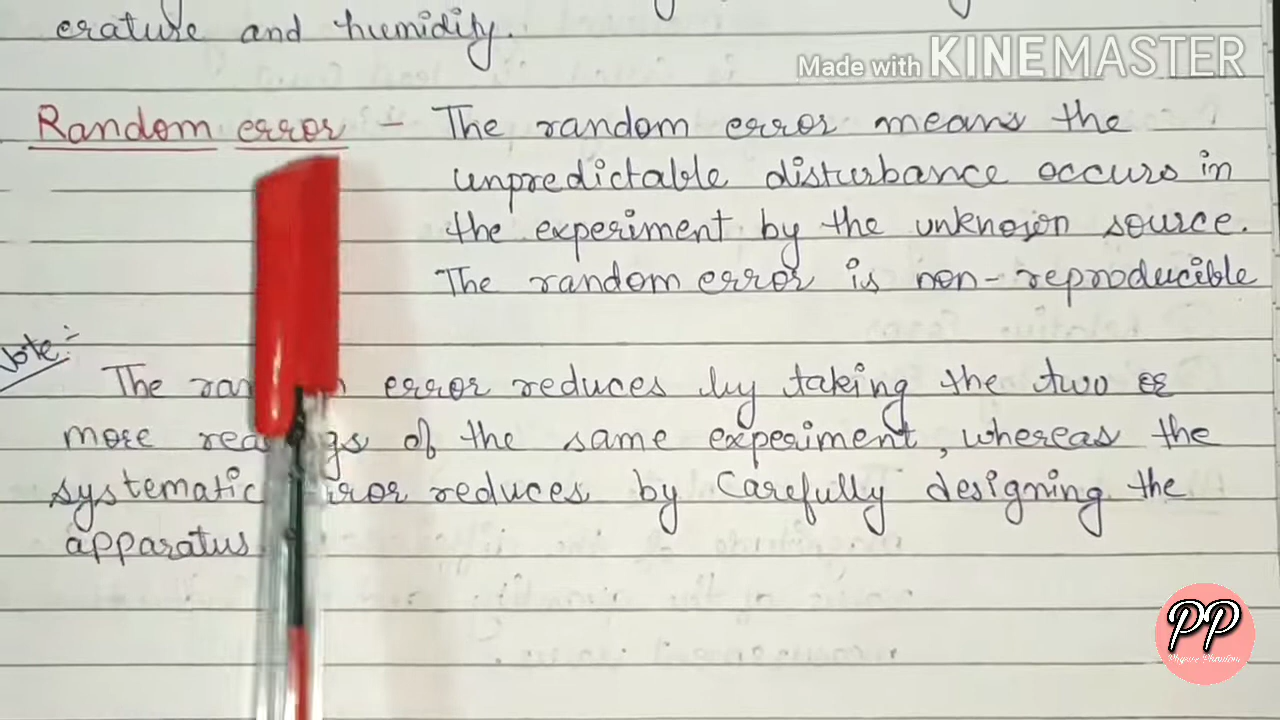 erature and humidity.
Made with KINEMASTER
Random error - The random error means the
unpredictable disturbance occurs in
the experiment by the unknown source.
The random error is non-reproducible
Note:-
The error reduces by taking the two or
more of the same experiment, whereas the
systematic reduces by Carefully designing the
apparatus
PP